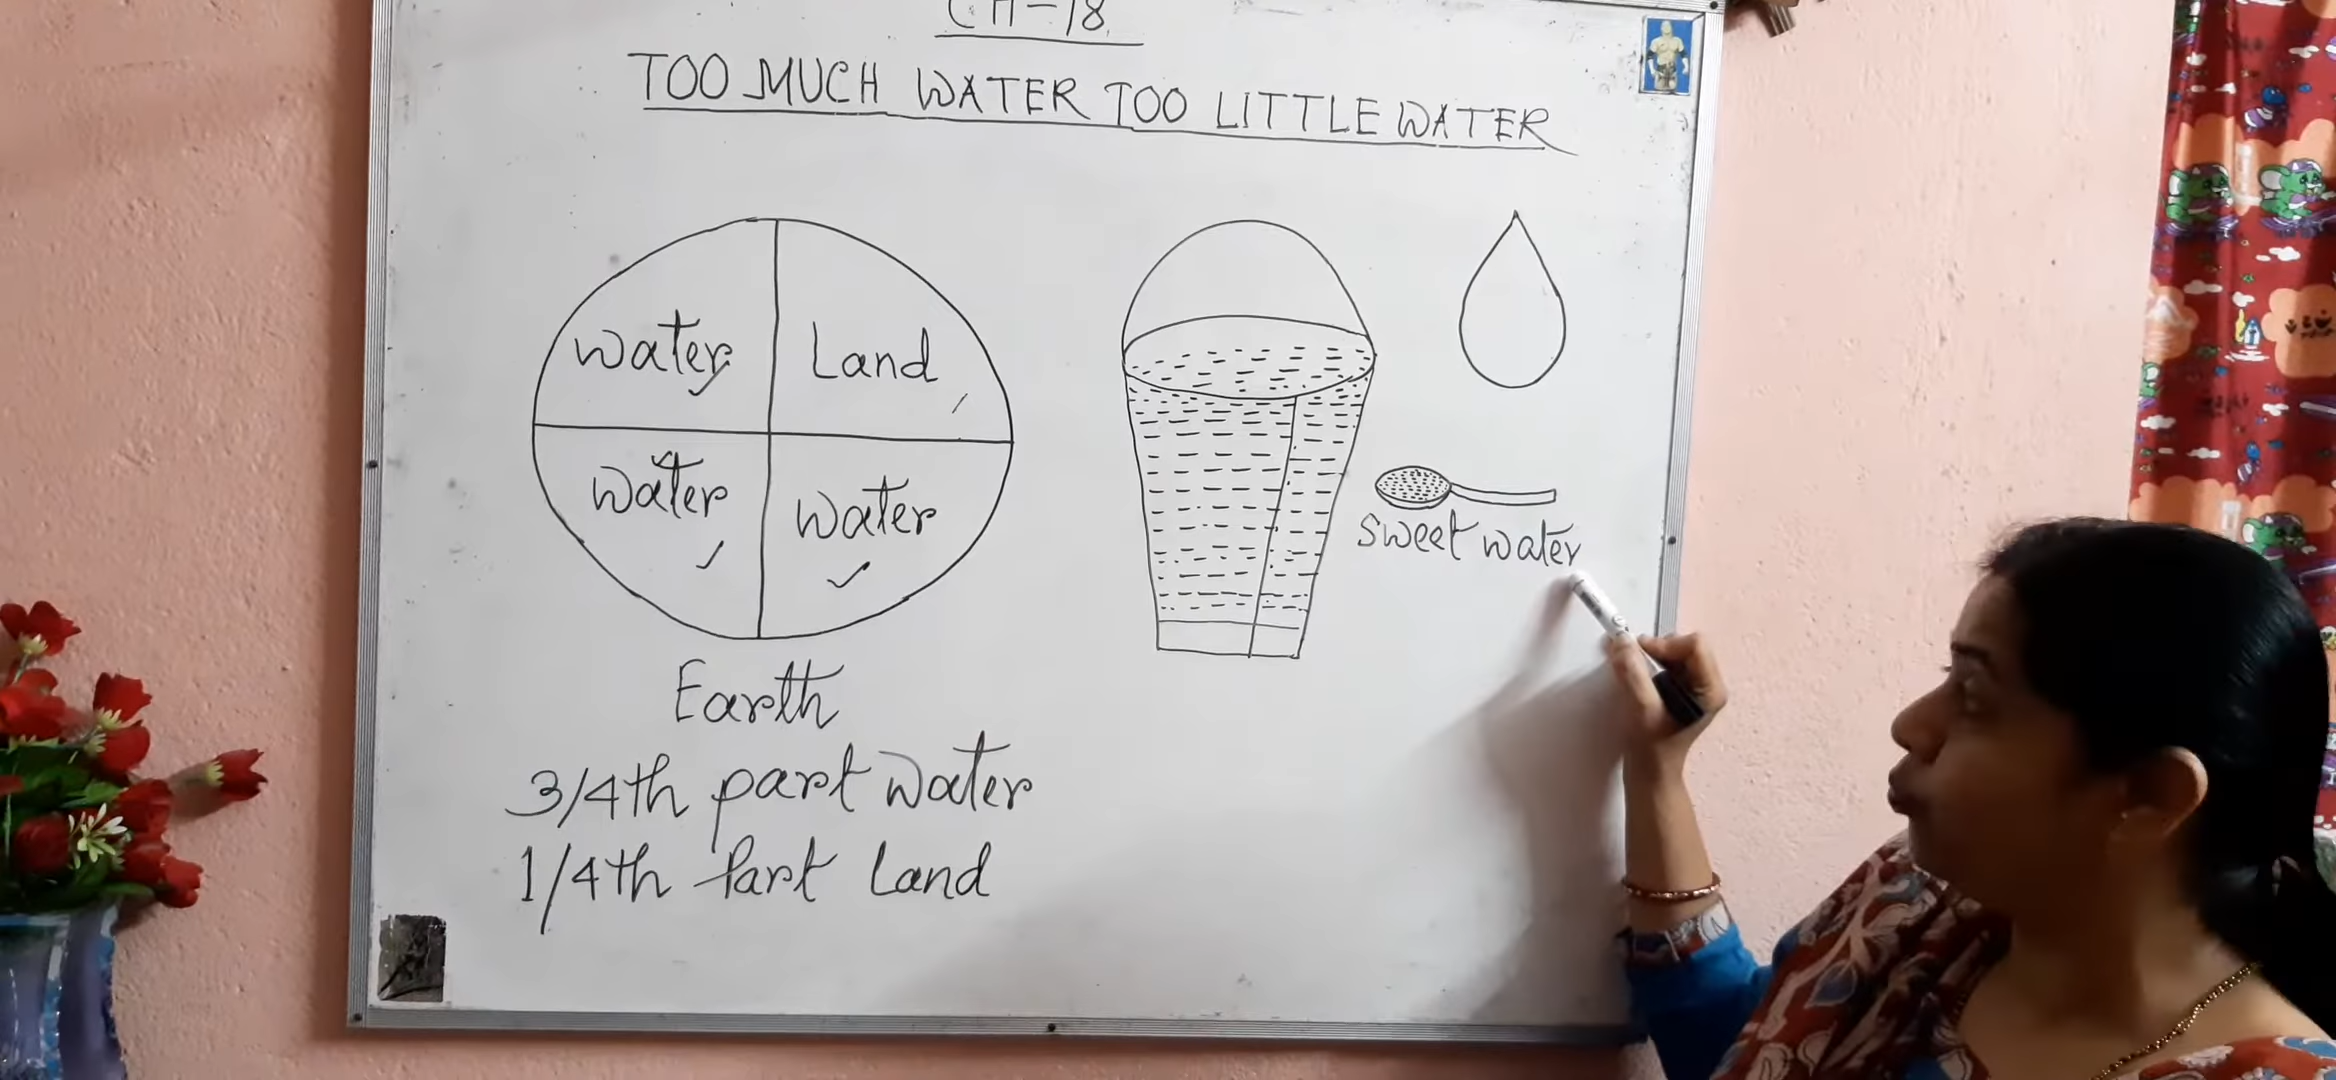 CH-18
TOO MUCH WATER TOO LITTLE WATER
water Land
water water
Earth
3/4th part water
1/4th Part Land
sweet water